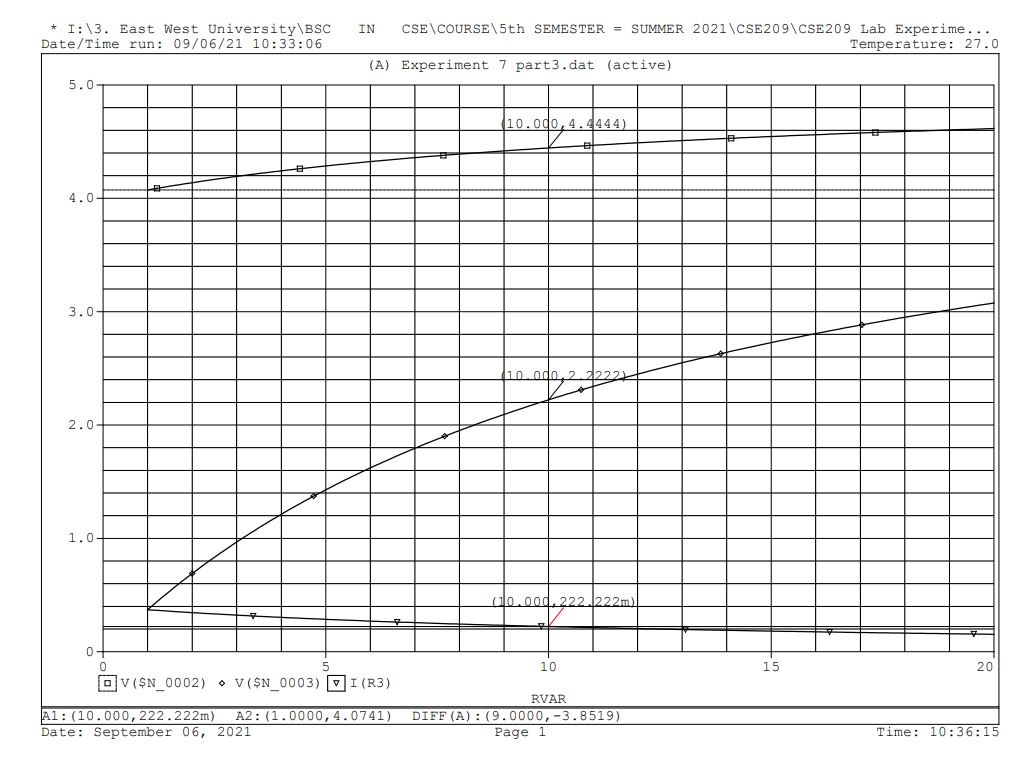 * I:\3. East West University\BSC IN CSE\COURSE\5th SEMESTER = SUMMER 2021\CSE209\CSE209 Lab Experime...
Date/Time run: 09/06/21 10:33:06 Temperature: 27.0
(A) Experiment 7 part3.dat (active)
5.0
(10.000,4.4444)
4.0
3.0
(10.000,2.2222)
2.0
1.0
(10.000,222.222m)
0
0 5 10 15 20
V($N_0002) V($N_0003) I(R3)
RVAR
A1:(10.000,222.222m) A2:(1.0000,4.0741) DIFF(A):(9.0000,-3.8519)
Date: September 06, 2021 Page 1 Time: 10:36:15